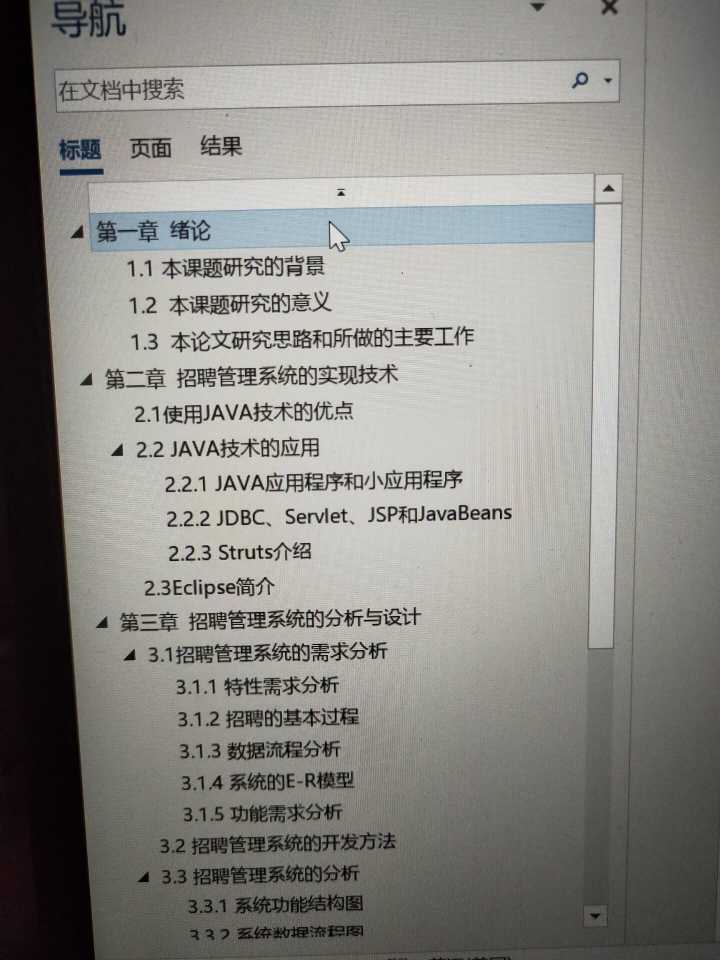 导航
在文档中搜索
标题 页面 结果
第一章 绪论
1.1 本课题研究的背景
1.2 本课题研究的意义
1.3 本论文研究思路和所做的主要工作
第二章 招聘管理系统的实现技术
2.1使用JAVA技术的优点
2.2 JAVA技术的应用
2.2.1 JAVA应用程序和小应用程序
2.2.2 JDBC、Servlet、JSP和JavaBeans
2.2.3 Struts介绍
2.3Eclipse简介
第三章 招聘管理系统的分析与设计
3.1招聘管理系统的需求分析
3.1.1 特性需求分析
3.1.2 招聘的基本过程
3.1.3 数据流程分析
3.1.4 系统的E-R模型
3.1.5 功能需求分析
3.2 招聘管理系统的开发方法
3.3 招聘管理系统的分析
3.3.1 系统功能结构图
3.3.2 系统数据流程图